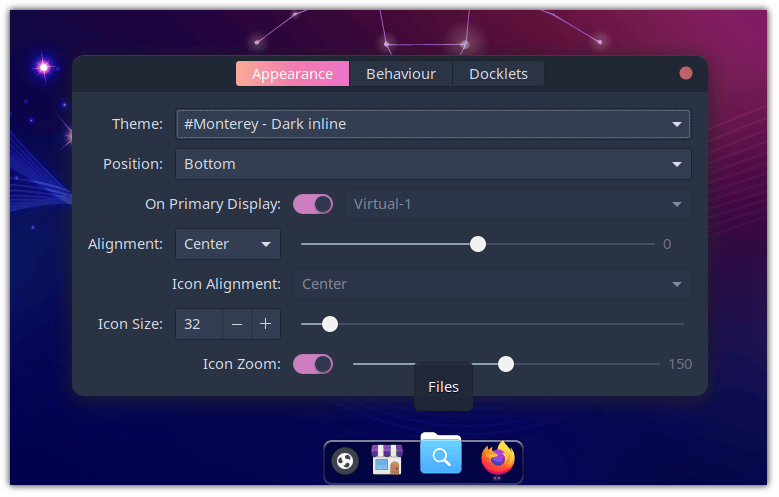 Appearance Behaviour Docklets
Theme: #Monterey - Dark inline
Position: Bottom
On Primary Display: Virtual-1
Alignment: Center 0
Icon Alignment: Center
Icon Size: 32 – +
Icon Zoom: 150
Files